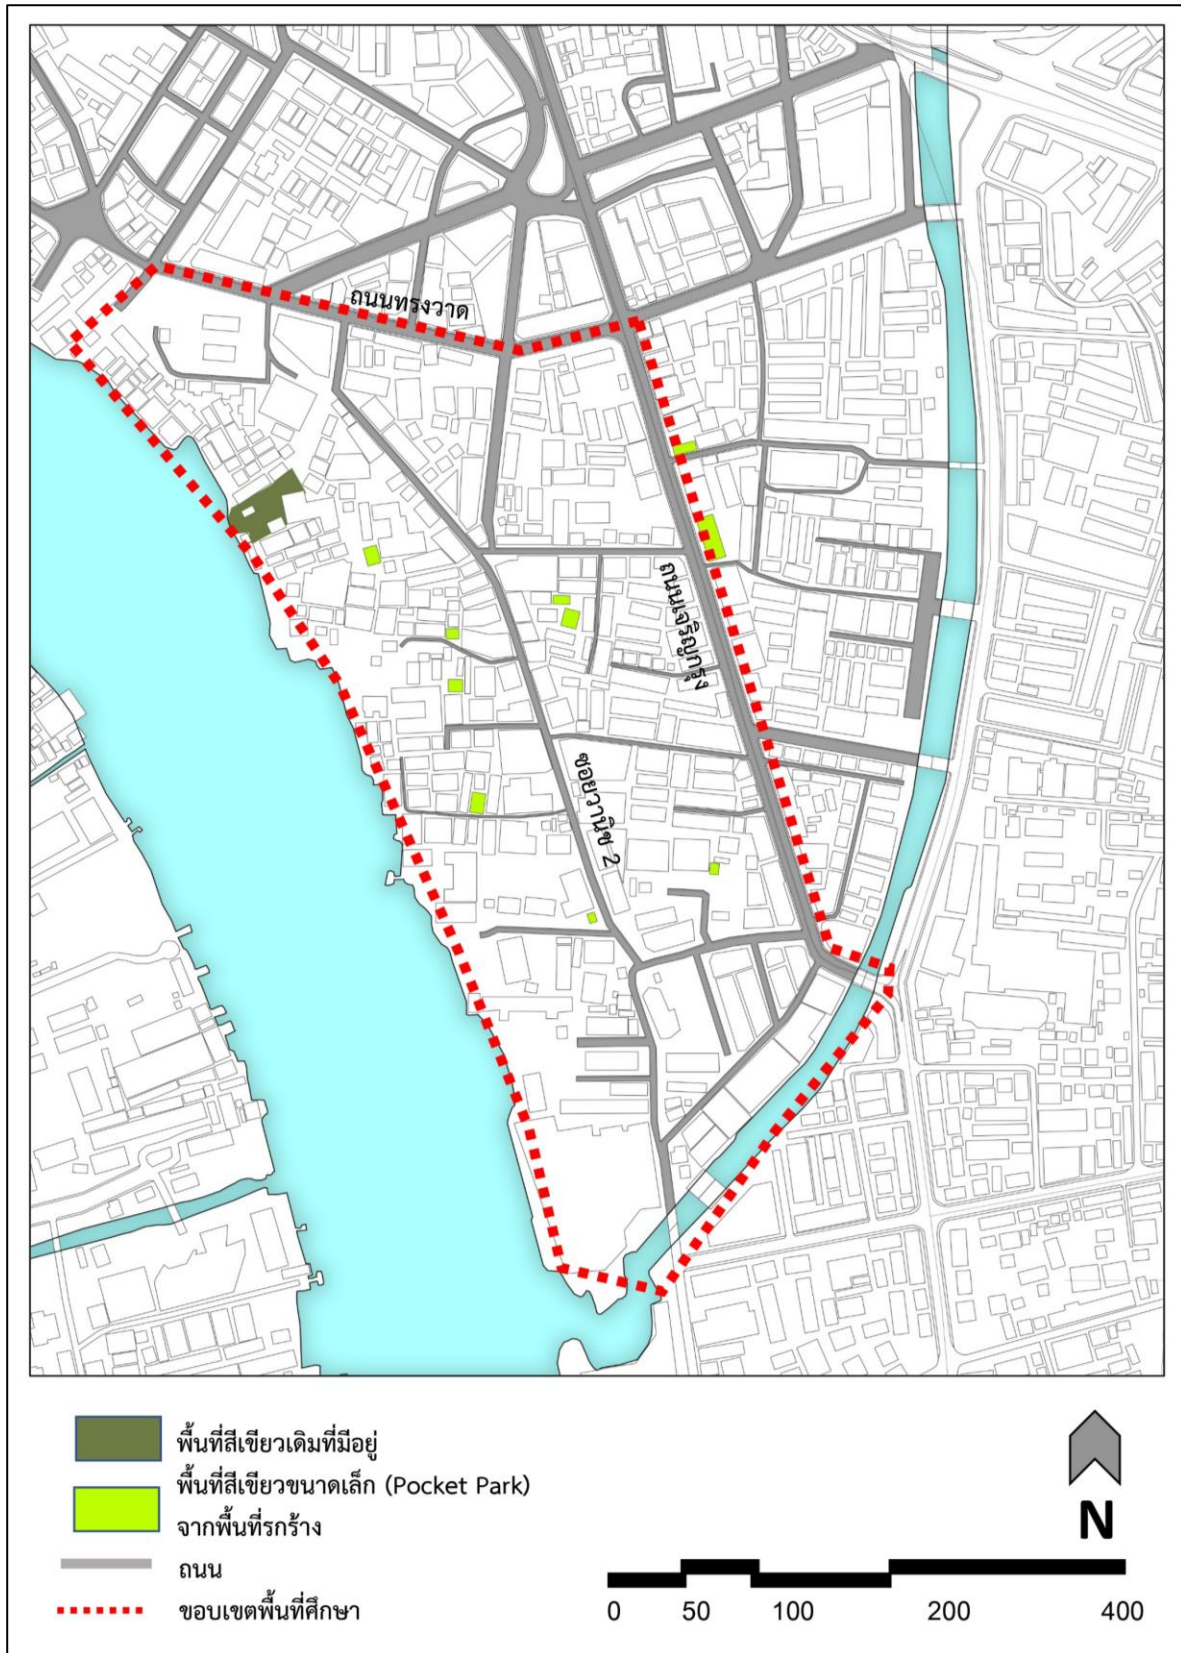 ถนนทรงวาด
ถนนเจริญกรุง
ซอยวานิช 2
พื้นที่สีเขียวเดิมที่มีอยู่
พื้นที่สีเขียวขนาดเล็ก (Pocket Park)
จากพื้นที่รกร้าง
ถนน
ขอบเขตพื้นที่ศึกษา
N
0 50 100 200 400